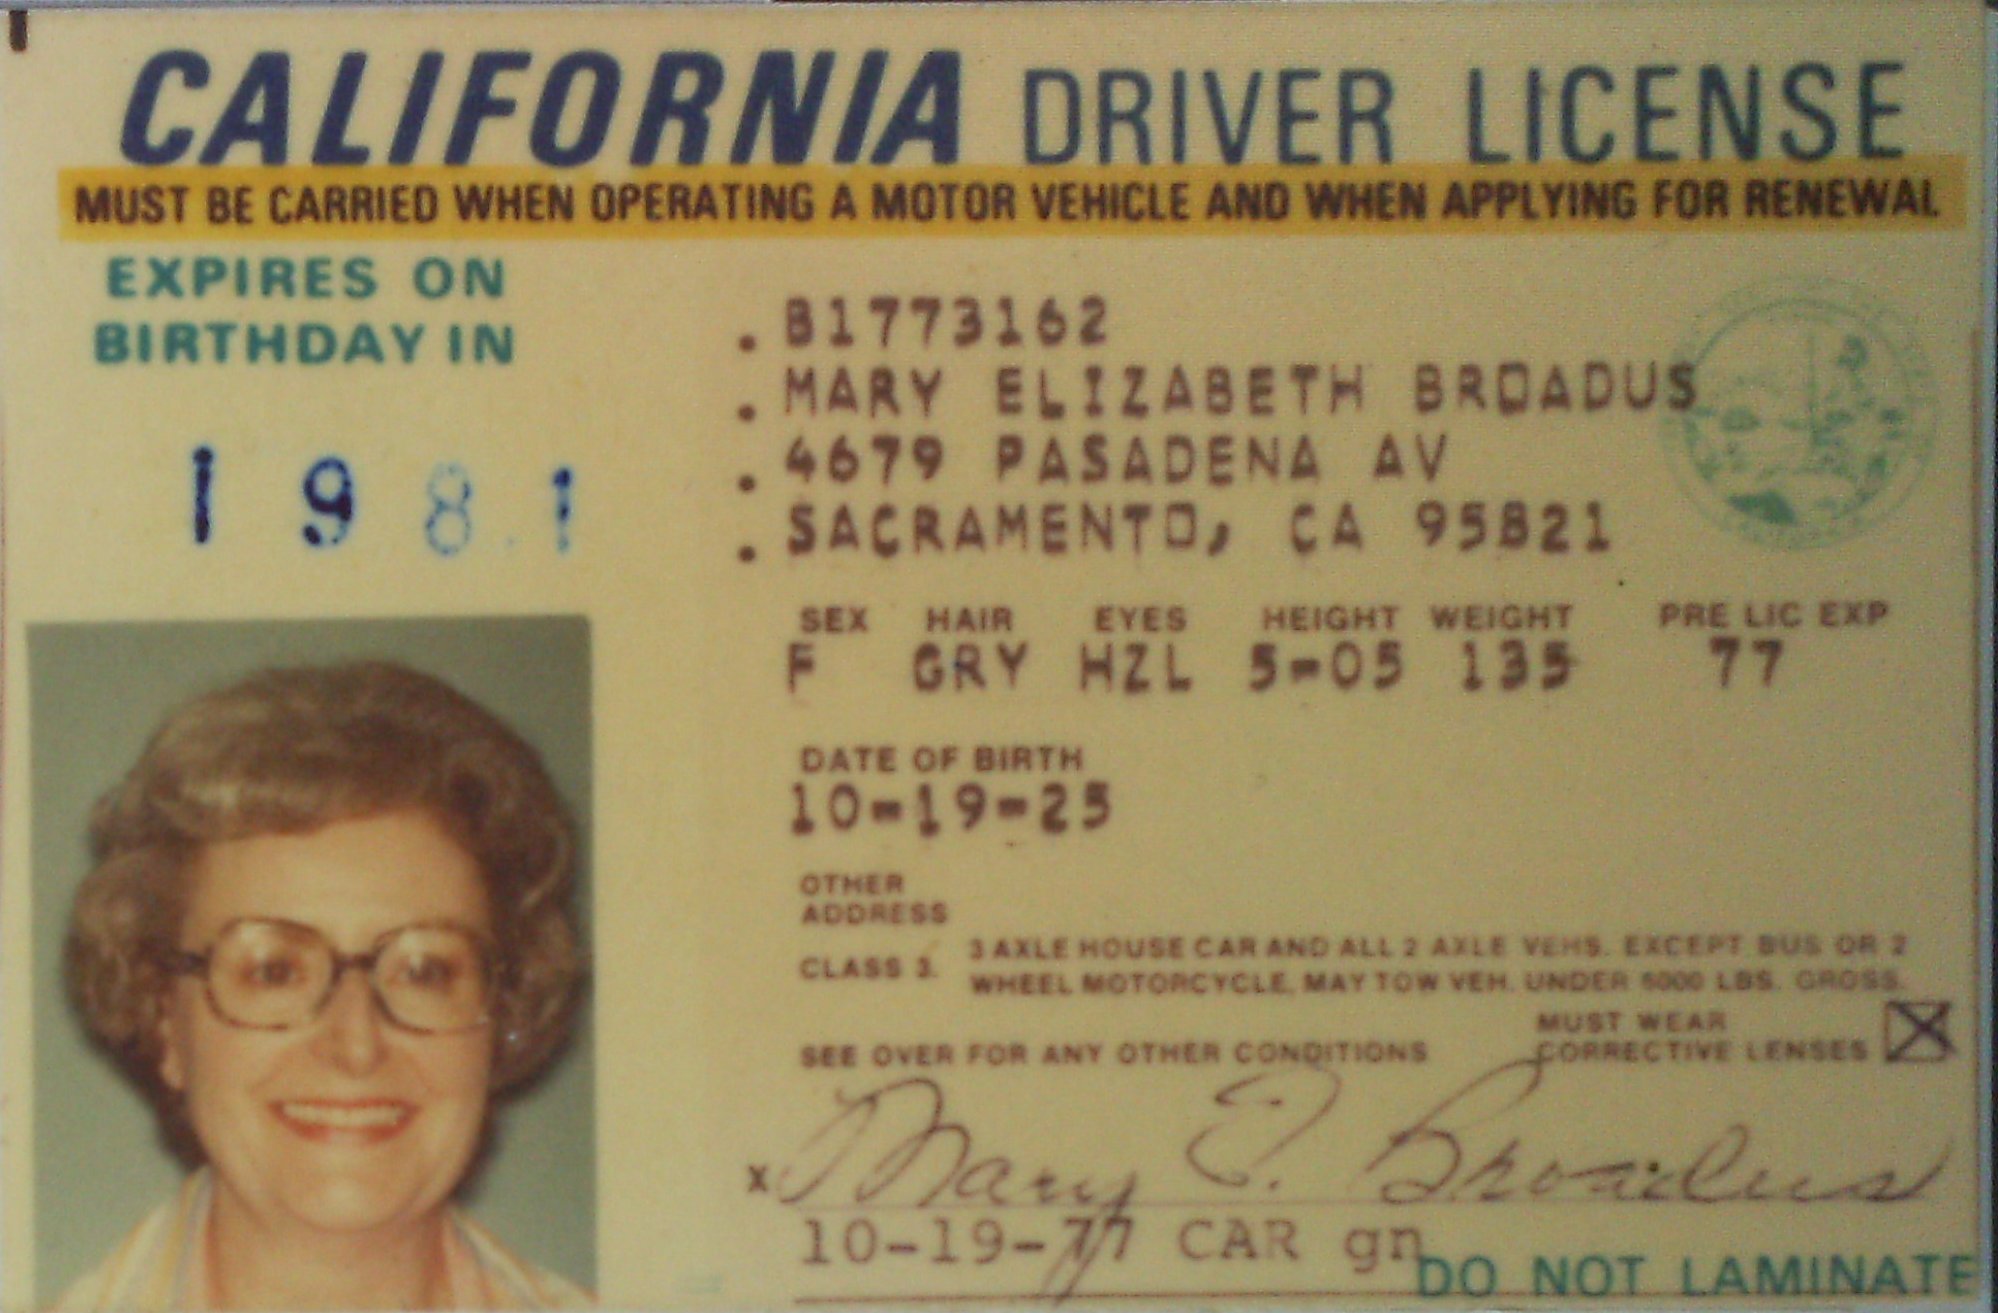 CALIFORNIA DRIVER LICENSE
MUST BE CARRIED WHEN OPERATING A MOTOR VEHICLE AND WHEN APPLYING FOR RENEWAL
EXPIRES ON
BIRTHDAY IN
1981
B1773162
MARY ELIZABETH BROADUS
4679 PASADENA AV
SACRAMENTO, CA 95821
SEX HAIR EYES HEIGHT WEIGHT PRE LIC EXP
F GRY HZL 5-05 135 77
DATE OF BIRTH
10-19-25
OTHER
ADDRESS
CLASS 3. 3 AXLE HOUSE CAR AND ALL 2 AXLE VEHS. EXCEPT BUS OR 2
WHEEL MOTORCYCLE, MAY TOW VEH. UNDER 6000 LBS. GROSS.
MUST WEAR
SEE OVER FOR ANY OTHER CONDITIONS CORRECTIVE LENSES
X Mary E. Broadus
10-19-77 CAR gn
DO NOT LAMINATE